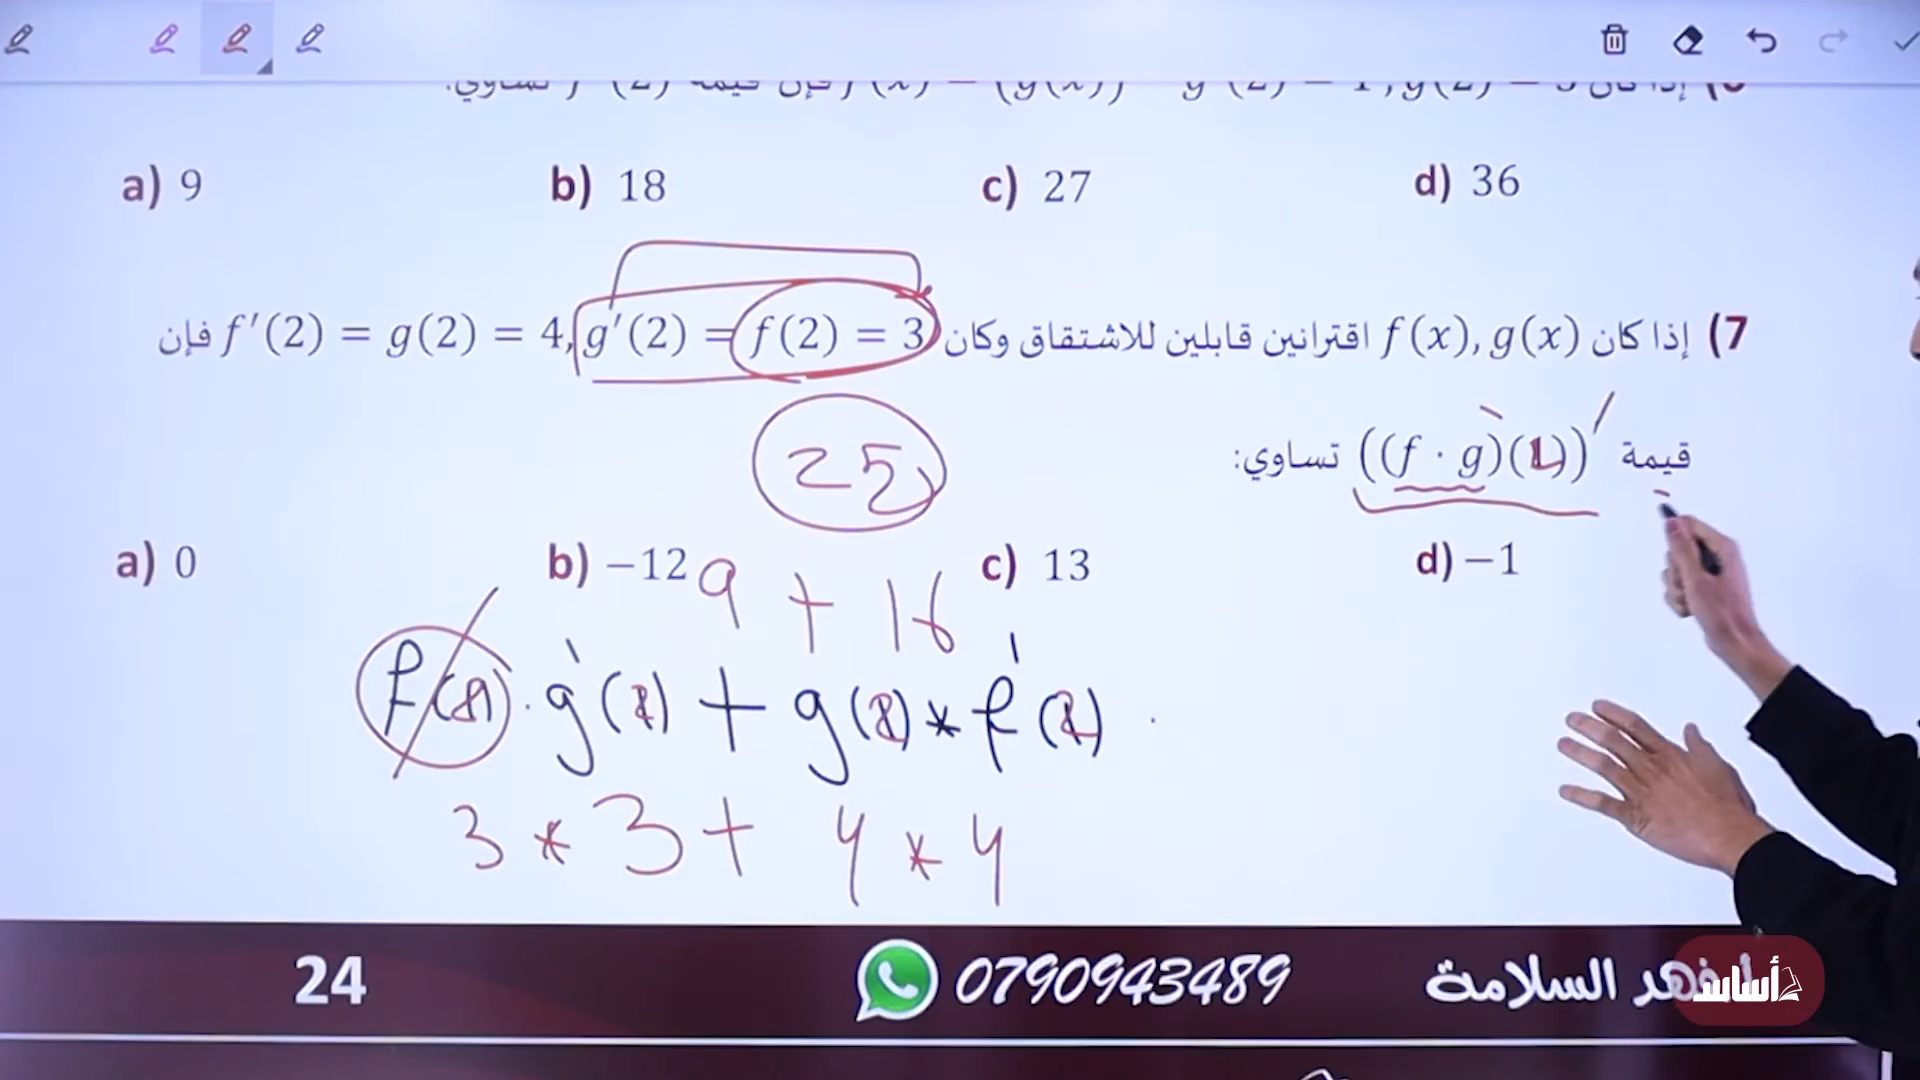 a) 9 b) 18 c) 27 d) 36
7) إذا كان f(x), g(x) اقترانين قابلين للاشتقاق وكان f'(2) = g(2) = 4, g'(2) = f(2) = 3 فإن
قيمة ((f · g)(2))' تساوي:
25
a) 0 b) −12 c) 13 d) −1
9 + 16
f(2) · g'(2) + g(2) * f'(2)
3 * 3 + 4 * 4
24 0790943489 السلامة
أساس